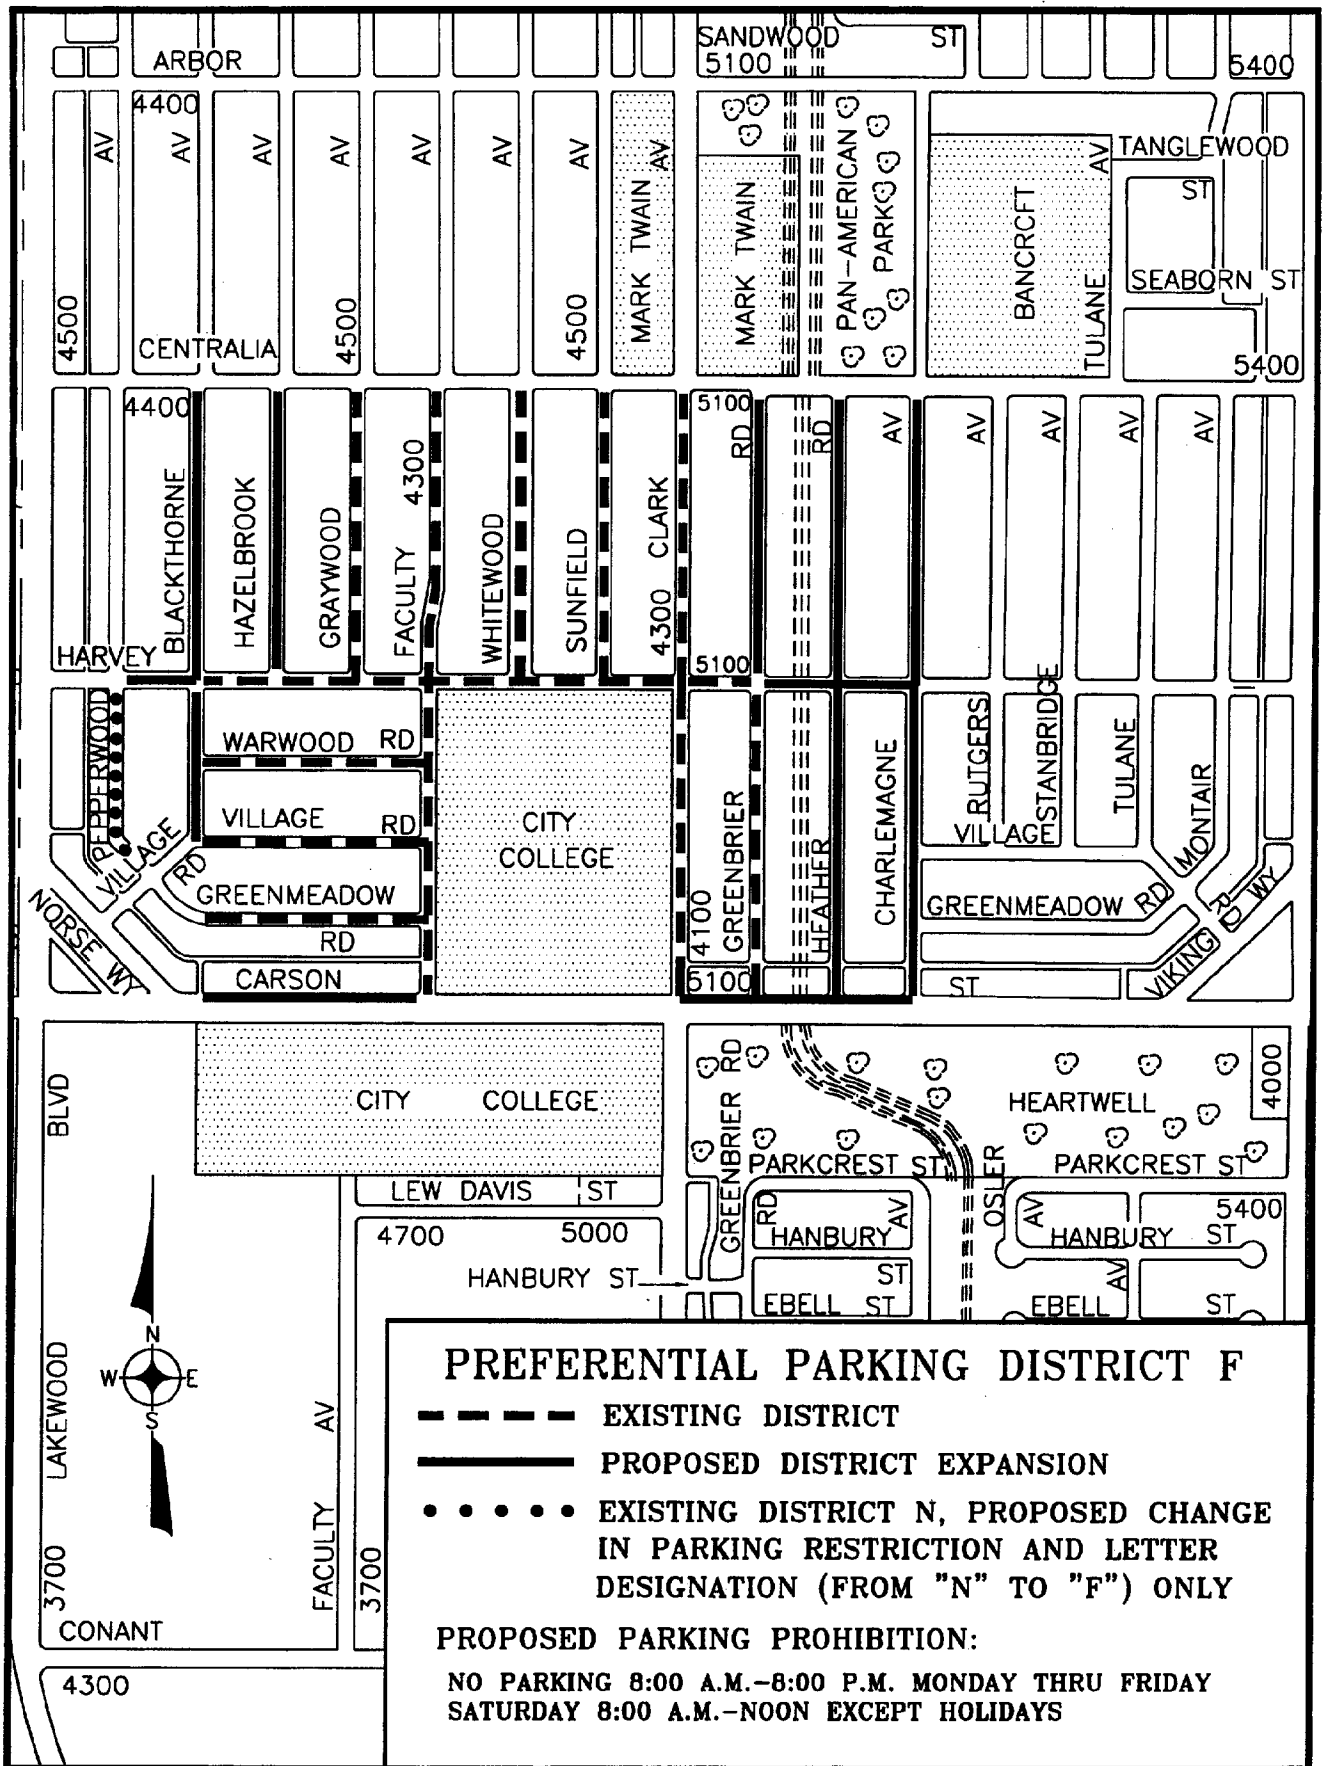 SANDWOOD ST
ARBOR
5100
5400
4400
AV
AV
AV
AV
AV
AV
AV
AV
AV
TANGLEWOOD
ST
MARK TWAIN
MARK TWAIN
PAN-AMERICAN
PARK
BANCRCFT
TULANE
SEABORN ST
4500
4500
4500
CENTRALIA
5400
4400
5100
RD
RD
AV
AV
AV
AV
AV
4300
BLACKTHORNE
HAZELBROOK
GRAYWOOD
FACULTY
WHITEWOOD
SUNFIELD
4300 CLARK
HARVEY
5100
PEPPERWOOD
WARWOOD RD
VILLAGE RD
CITY
COLLEGE
VILLAGE
RD
GREENMEADOW
RD
NORSE WY
CARSON
4100
GREENBRIER
HEATHER
CHARLEMAGNE
RUTGERS
STANBRIDGE
TULANE
MONTAIR
VILLAGE
GREENMEADOW RD
RD
WY
VIKING
5100
ST
BLVD
CITY COLLEGE
GREENBRIER RD
HEARTWELL
4000
PARKCREST ST
PARKCREST ST
OSLER
LEW DAVIS ST
4700
5000
RD
AV
HANBURY
AV
HANBURY ST
5400
HANBURY ST
ST
AV
EBELL ST
EBELL ST
N
W E
S
LAKEWOOD
3700
FACULTY AV
3700
CONANT
4300
PREFERENTIAL PARKING DISTRICT F
EXISTING DISTRICT
PROPOSED DISTRICT EXPANSION
EXISTING DISTRICT N, PROPOSED CHANGE
IN PARKING RESTRICTION AND LETTER
DESIGNATION (FROM "N" TO "F") ONLY
PROPOSED PARKING PROHIBITION:
NO PARKING 8:00 A.M.-8:00 P.M. MONDAY THRU FRIDAY
SATURDAY 8:00 A.M.-NOON EXCEPT HOLIDAYS